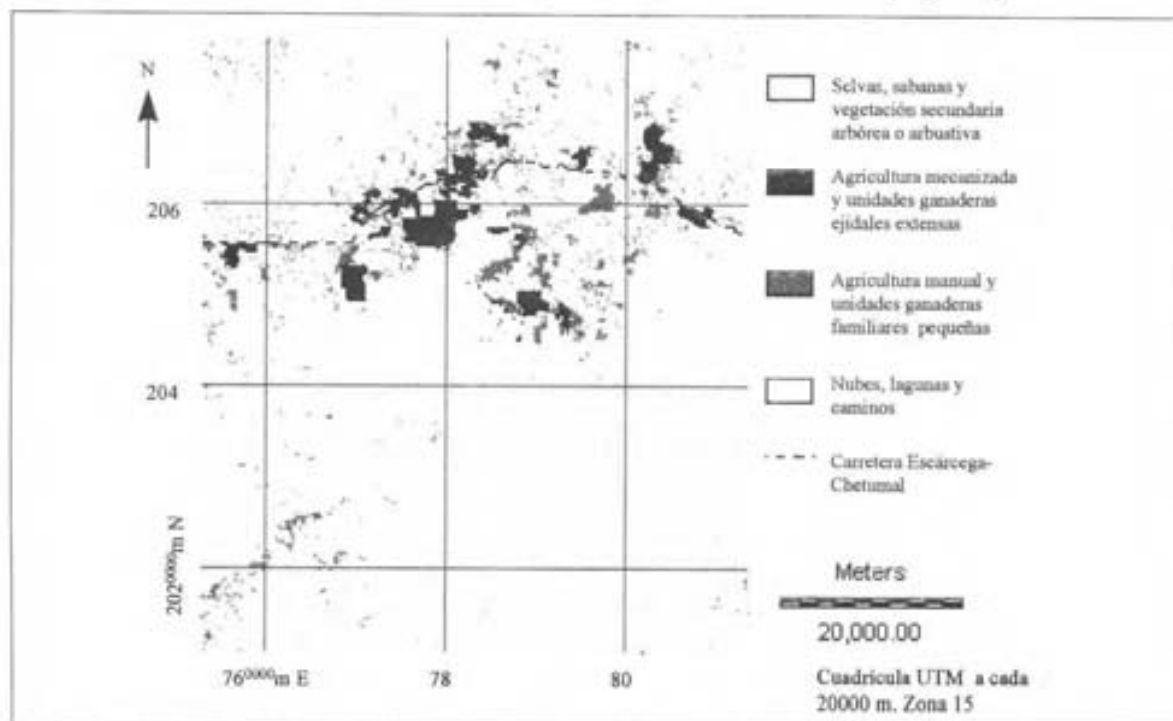 N
Selvas, sabanas y
vegetación secundaria
arbórea o arbustiva
Agricultura mecanizada
y unidades ganaderas
ejidales extensas
206
Agricultura manual y
unidades ganaderas
familiares pequeñas
Nubes, lagunas y
caminos
204
Carretera Escárcega-
Chetumal
202⁰⁰⁰⁰m N
Meters
20,000.00
76⁰⁰⁰⁰m E
78
80
Cuadrícula UTM a cada
20000 m. Zona 15